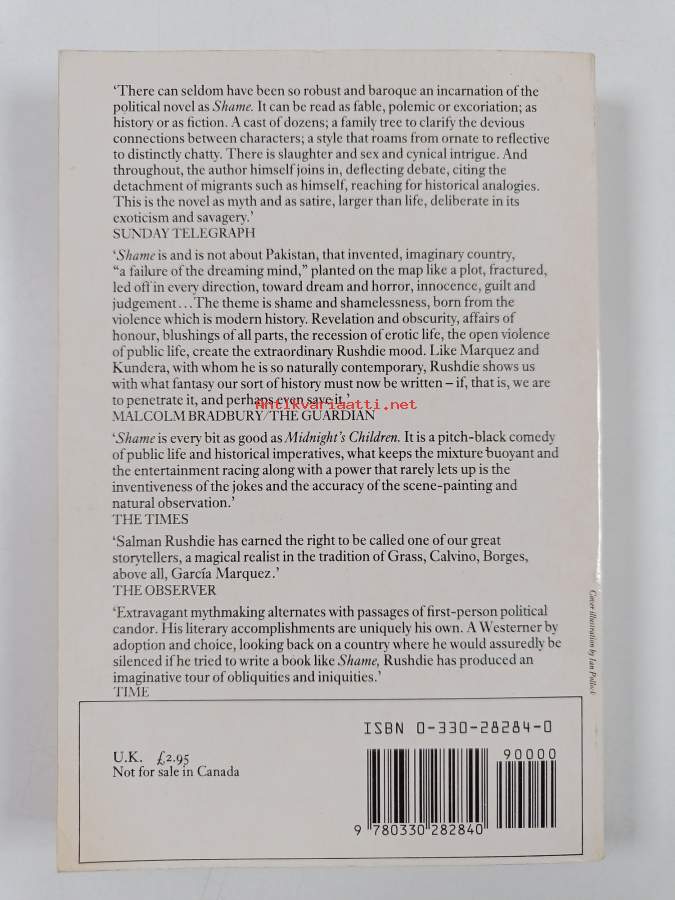 ‘There can seldom have been so robust and baroque an incarnation of the
political novel as Shame. It can be read as fable, polemic or excoriation; as
history or as fiction. A cast of dozens; a family tree to clarify the devious
connections between characters; a style that roams from ornate to reflective
to distinctly chatty. There is slaughter and sex and cynical intrigue. And
throughout, the author himself joins in, deflecting debate, citing the
detachment of migrants such as himself, reaching for historical analogies.
This is the novel as myth and as satire, larger than life, deliberate in its
exoticism and savagery.’
SUNDAY TELEGRAPH
‘Shame is and is not about Pakistan, that invented, imaginary country,
“a failure of the dreaming mind,” planted on the map like a plot, fractured,
led off in every direction, toward dream and horror, innocence, guilt and
judgement...The theme is shame and shamelessness, born from the
violence which is modern history. Revelation and obscurity, affairs of
honour, blushings of all parts, the recession of erotic life, the open violence
of public life, create the extraordinary Rushdie mood. Like Marquez and
Kundera, with whom he is so naturally contemporary, Rushdie shows us
with what fantasy our sort of history must now be written – if, that is, we are
to penetrate it, and perhaps even save it.’
antikvariaatti.net
MALCOLM BRADBURY/THE GUARDIAN
‘Shame is every bit as good as Midnight’s Children. It is a pitch-black comedy
of public life and historical imperatives, what keeps the mixture buoyant and
the entertainment racing along with a power that rarely lets up is the
inventiveness of the jokes and the accuracy of the scene-painting and
natural observation.’
THE TIMES
‘Salman Rushdie has earned the right to be called one of our great
storytellers, a magical realist in the tradition of Grass, Calvino, Borges,
above all, García Marquez.’
THE OBSERVER
‘Extravagant mythmaking alternates with passages of first-person political
candor. His literary accomplishments are uniquely his own. A Westerner by
adoption and choice, looking back on a country where he would assuredly be
silenced if he tried to write a book like Shame, Rushdie has produced an
imaginative tour of obliquities and iniquities.’
TIME
Cover illustration by Ian Pollock
ISBN 0-330-28284-0
U.K. £2.95
Not for sale in Canada
90000
9 780330 282840